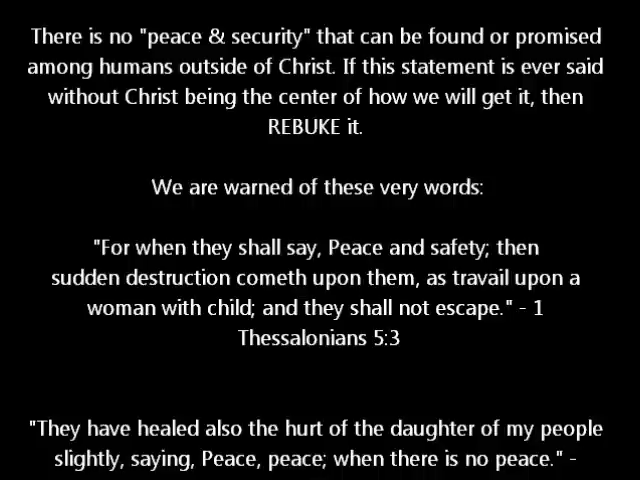 There is no "peace & security" that can be found or promised
among humans outside of Christ. If this statement is ever said
without Christ being the center of how we will get it, then
REBUKE it.
We are warned of these very words:
"For when they shall say, Peace and safety; then
sudden destruction cometh upon them, as travail upon a
woman with child; and they shall not escape." - 1
Thessalonians 5:3
"They have healed also the hurt of the daughter of my people
slightly, saying, Peace, peace; when there is no peace." -